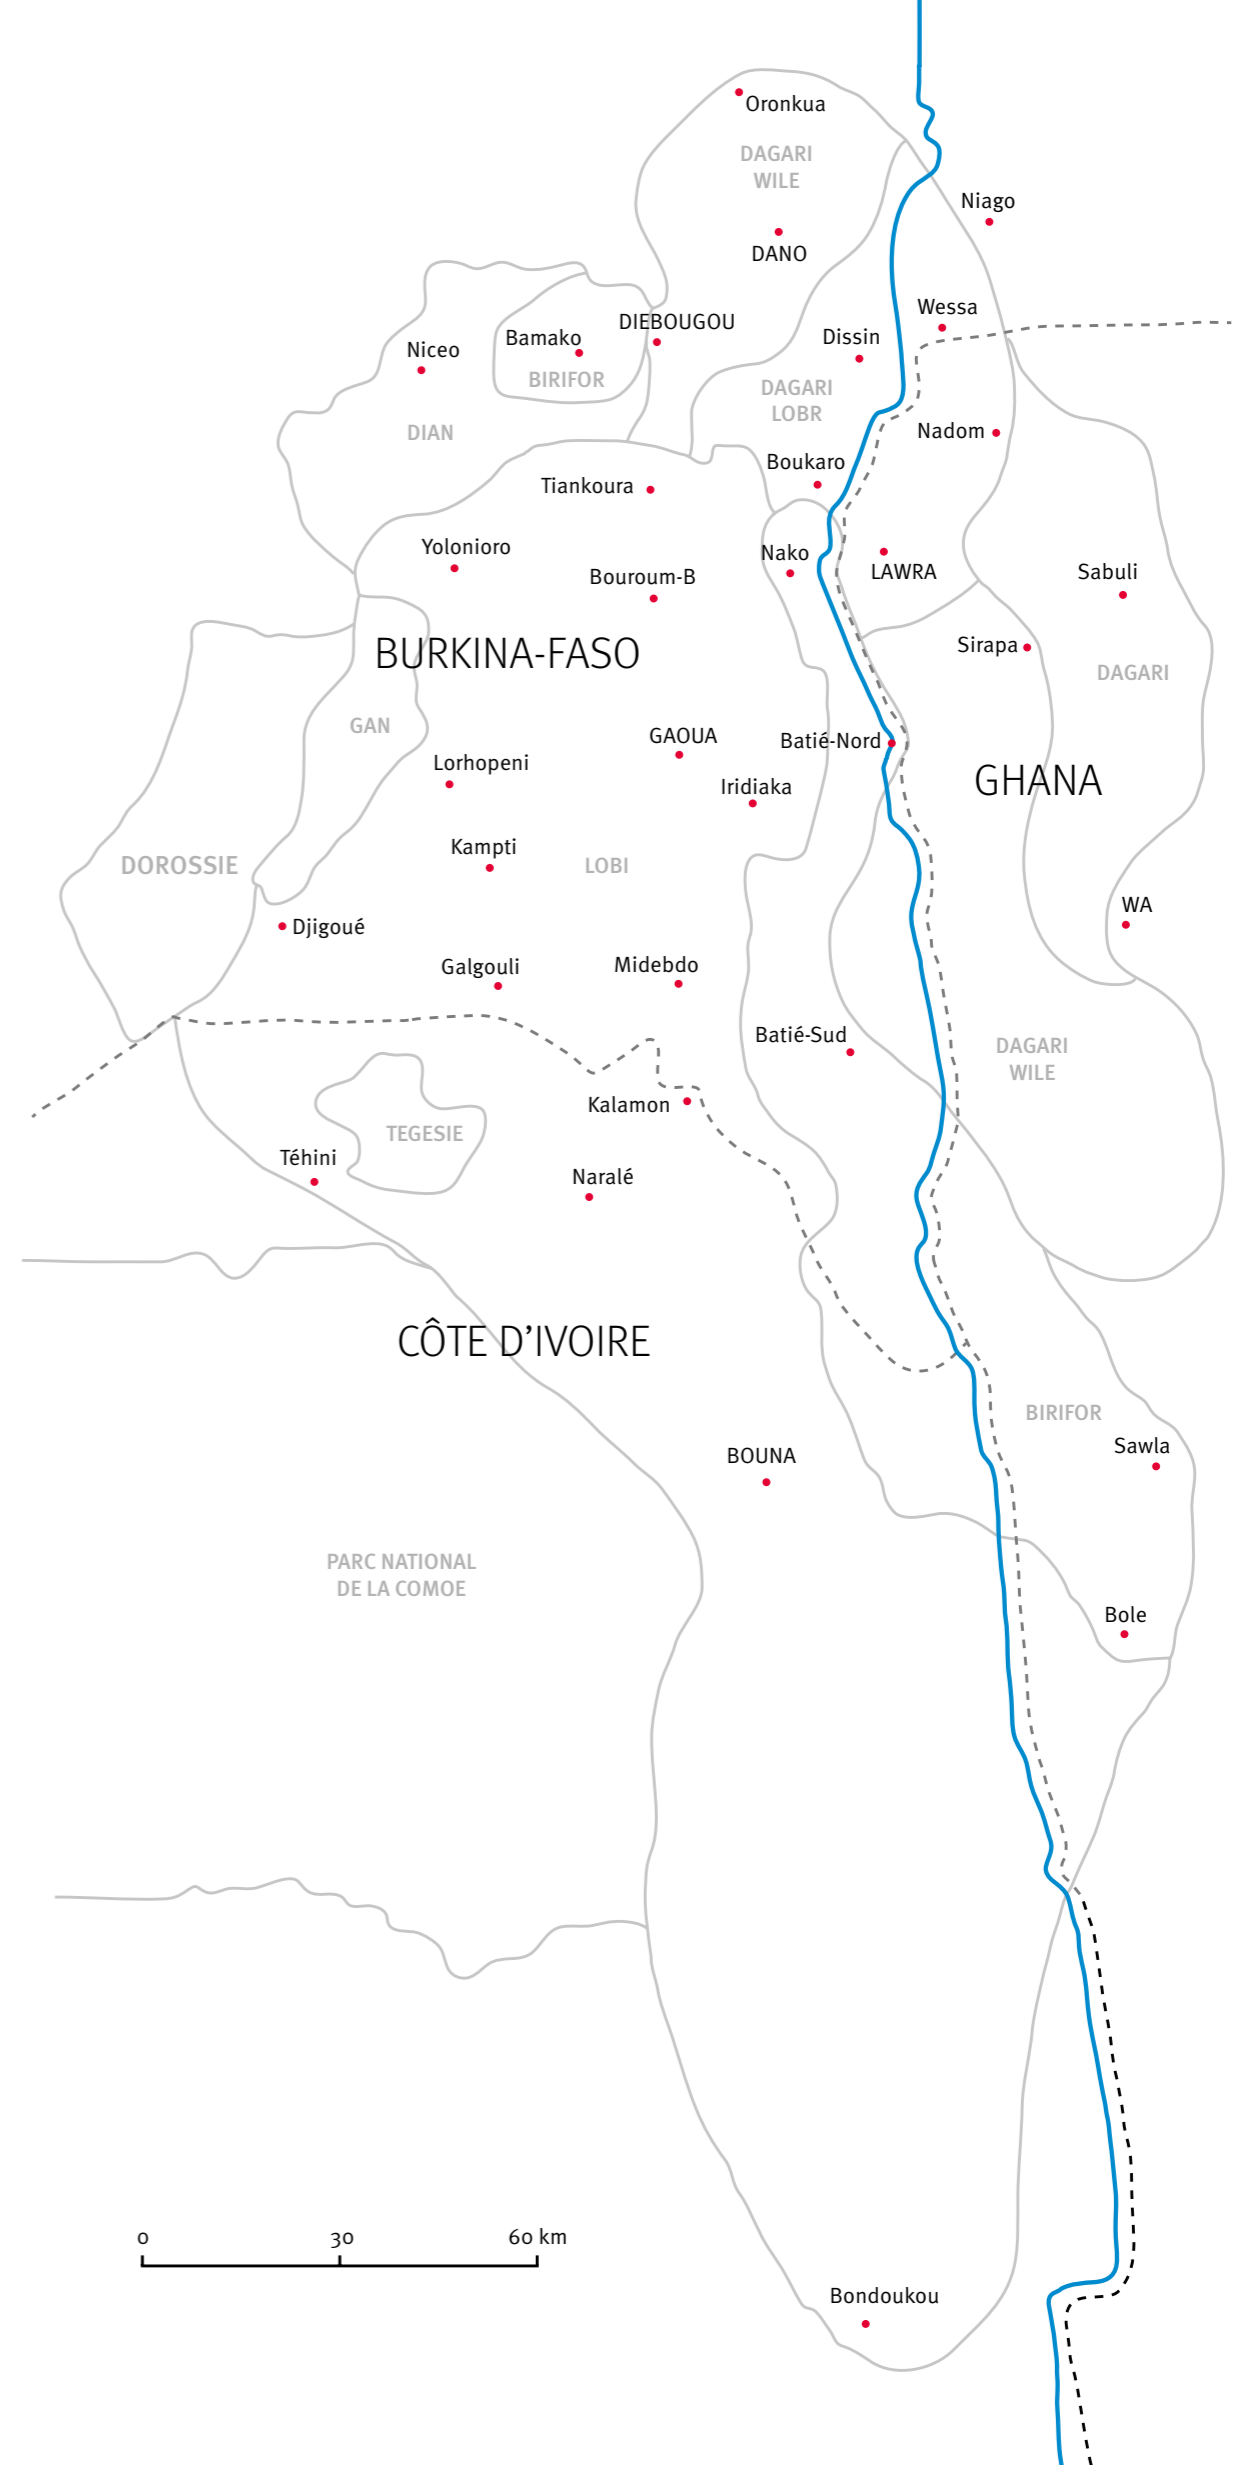 Oronkua
DAGARI
WILE
Niago
DANO
Wessa
DIEBOUGOU
Bamako
Dissin
Niceo
BIRIFOR
DAGARI
LOBR
DIAN
Nadom
Boukaro
Tiankoura
Yolonioro
Nako
LAWRA
Sabuli
Bouroum-B
BURKINA-FASO
Sirapa
DAGARI
GAN
GAOUA
Batié-Nord
Lorhopeni
GHANA
Iridiaka
Kampti
DOROSSIE
LOBI
WA
Djigoué
Galgouli
Midebdo
Batié-Sud
DAGARI
WILE
Kalamon
TEGESIE
Téhini
Naralé
CÔTE D’IVOIRE
BIRIFOR
Sawla
BOUNA
PARC NATIONAL
DE LA COMOE
Bole
0 30 60 km
Bondoukou